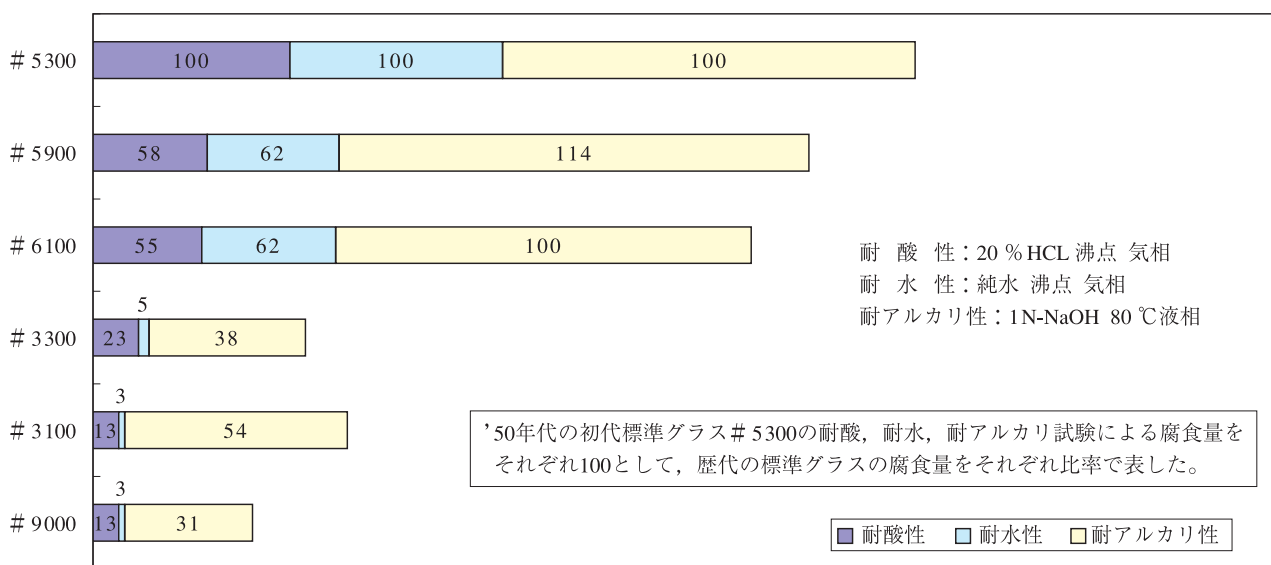 # 5300 100 100 100
# 5900 58 62 114
# 6100 55 62 100
耐 酸 性：20 % HCL 沸点 気相
耐 水 性：純水 沸点 気相
耐アルカリ性：1N-NaOH 80 ℃液相
5
# 3300 23 38
3
# 3100 13 54
’50年代の初代標準グラス# 5300の耐酸，耐水，耐アルカリ試験による腐食量を
それぞれ100として，歴代の標準グラスの腐食量をそれぞれ比率で表した。
3
# 9000 13 31
耐酸性 耐水性 耐アルカリ性